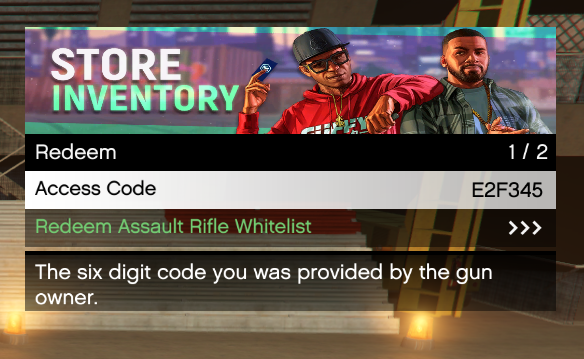 STORE
INVENTORY
Redeem 1 / 2
Access Code E2F345
Redeem Assault Rifle Whitelist >>>
The six digit code you was provided by the gun
owner.